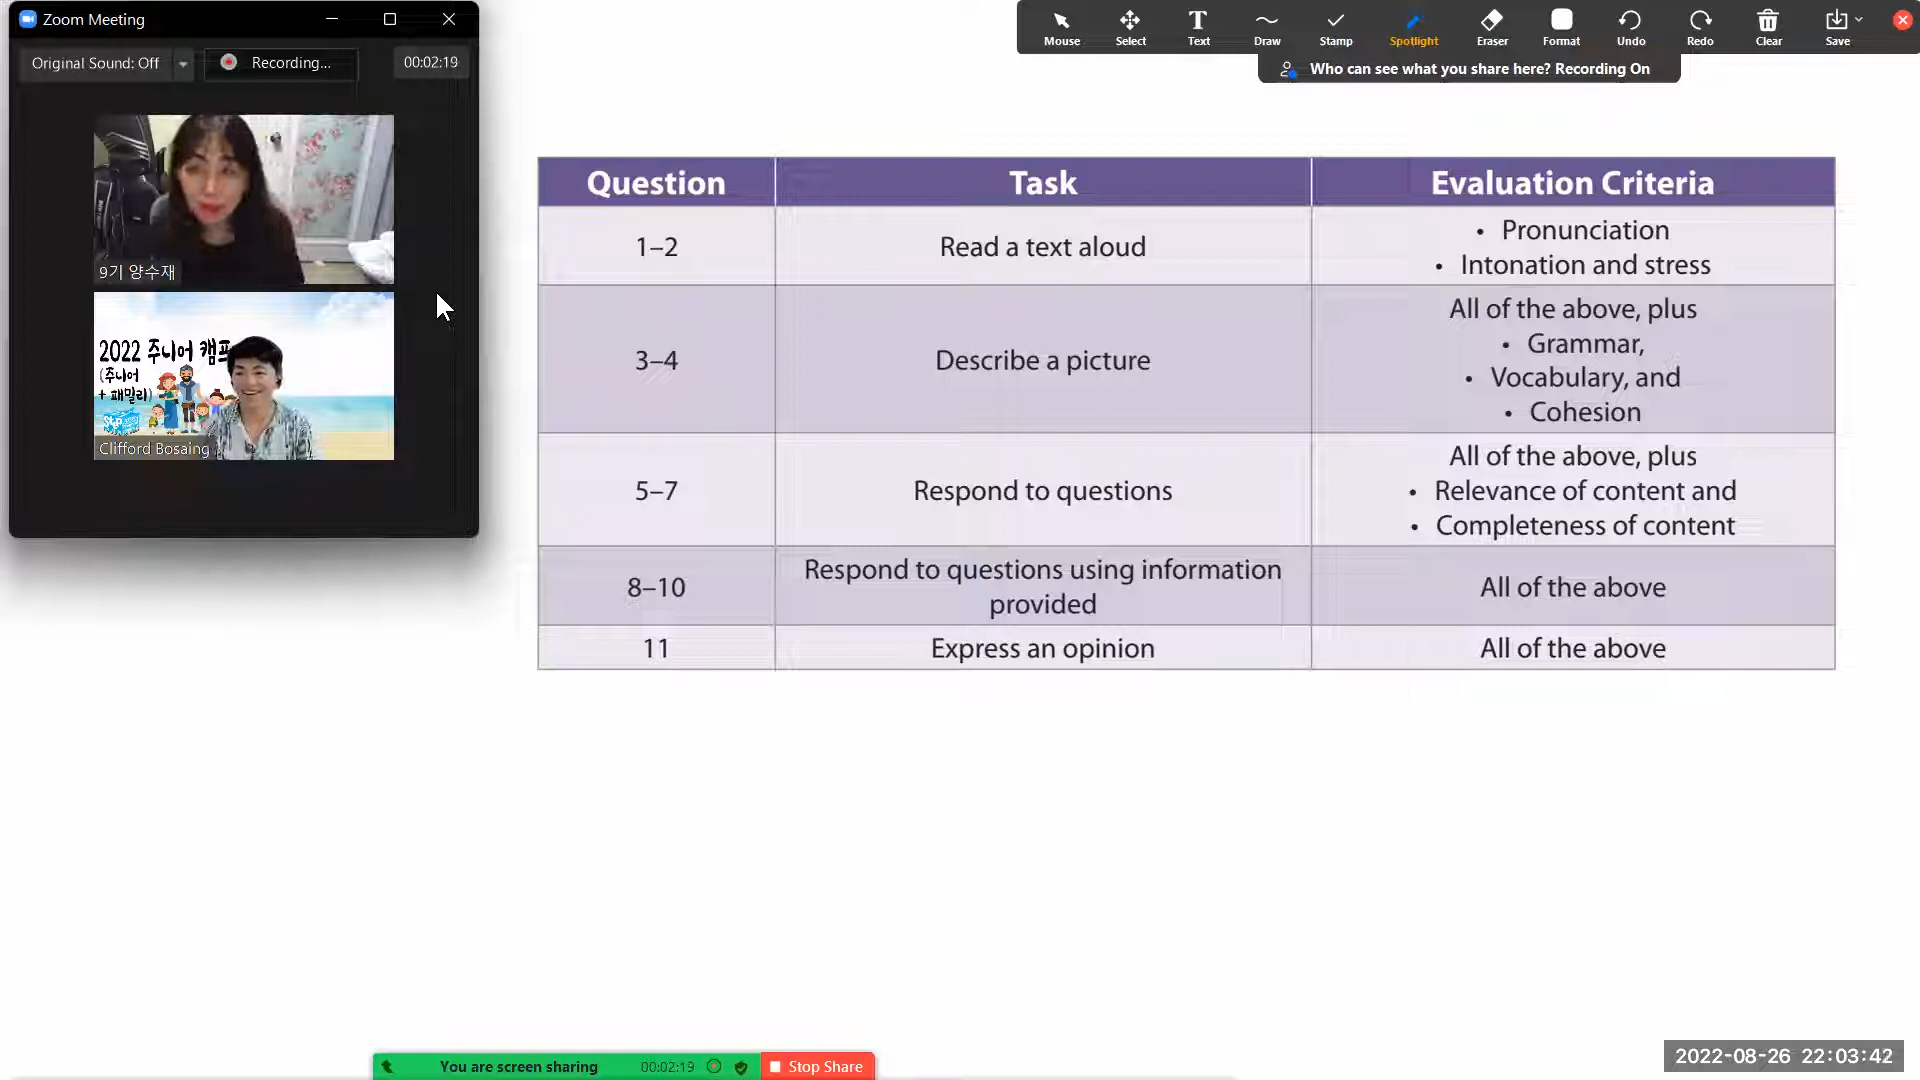 Zoom Meeting
Original Sound: Off
Recording...
00:02:19
9기 양수재
2022 주니어 캠프
(주니어
+ 패밀리)
Clifford Bosaing
Mouse
Select
Text
Draw
Stamp
Spotlight
Eraser
Format
Undo
Redo
Clear
Save
Who can see what you share here? Recording On
Question Task Evaluation Criteria
1–2 Read a text aloud
• Pronunciation
• Intonation and stress
3–4 Describe a picture
All of the above, plus
• Grammar,
• Vocabulary, and
• Cohesion
5–7 Respond to questions
All of the above, plus
• Relevance of content and
• Completeness of content
8–10
Respond to questions using information
provided
All of the above
11 Express an opinion All of the above
You are screen sharing 00:02:19 Stop Share
2022-08-26 22:03:42